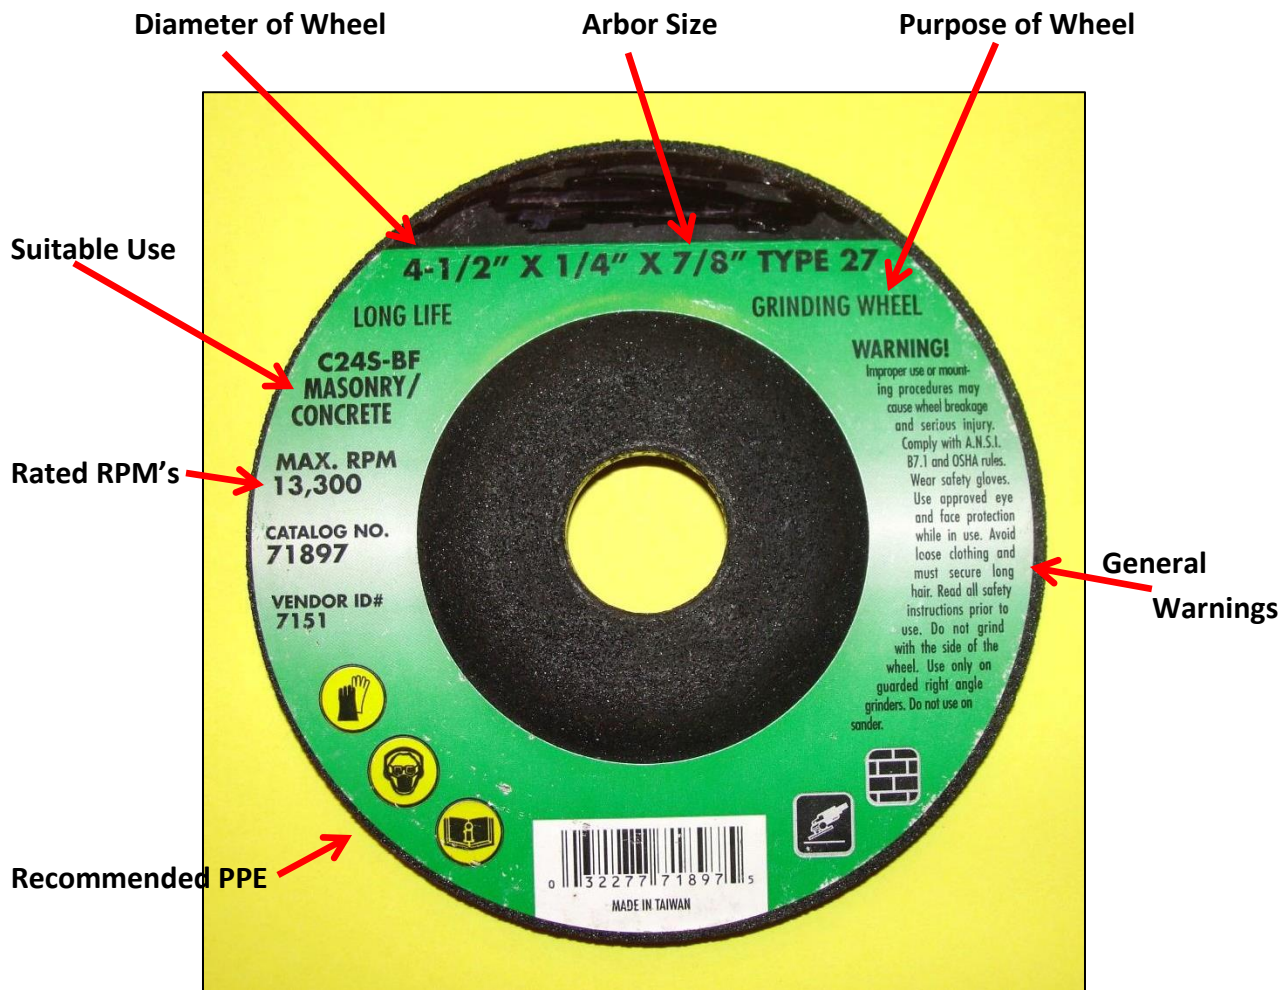 Diameter of Wheel
Arbor Size
Purpose of Wheel
Suitable Use
4-1/2" X 1/4" X 7/8" TYPE 27
LONG LIFE
GRINDING WHEEL
C24S-BF
MASONRY/
CONCRETE
Rated RPM's
MAX. RPM
13,300
CATALOG NO.
71897
VENDOR ID#
7151
WARNING!
Improper use or mount-
ing procedures may
cause wheel breakage
and serious injury.
Comply with A.N.S.I.
B7.1 and OSHA rules.
Wear safety gloves.
Use approved eye
and face protection
while in use. Avoid
loose clothing and
must secure long
hair. Read all safety
instructions prior to
use. Do not grind
with the side of the
wheel. Use only on
guarded right angle
grinders. Do not use on
sander.
General
Warnings
Recommended PPE
i
0 32277 71897 5
MADE IN TAIWAN